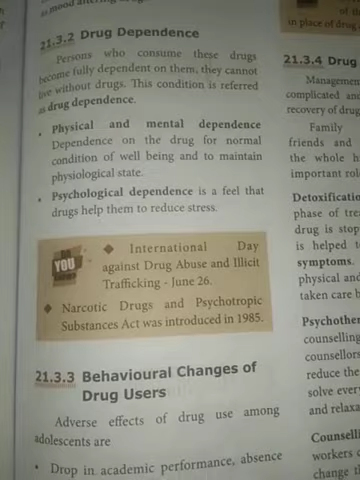 21.3.2 Drug Dependence
Persons who consume these drugs
become fully dependent on them, they cannot
live without drugs. This condition is referred
as drug dependence.
• Physical and mental dependence
Dependence on the drug for normal
condition of well being and to maintain
physiological state.
• Psychological dependence is a feel that
drugs help them to reduce stress.
YOU
◆ International Day
against Drug Abuse and Illicit
Trafficking - June 26.
◆ Narcotic Drugs and Psychotropic
Substances Act was introduced in 1985.
21.3.3 Behavioural Changes of
Drug Users
Adverse effects of drug use among
adolescents are
• Drop in academic performance, absence
of th
in place of drug
21.3.4 Drug
Managemen
complicated and
recovery of drug
Family
friends and
the whole h
important rol
Detoxificatio
phase of tre
drug is stop
is helped t
symptoms.
physical and
taken care b
Psychother
counselling
counsellors
reduce the
solve every
and relaxa
Counselli
workers c
change th